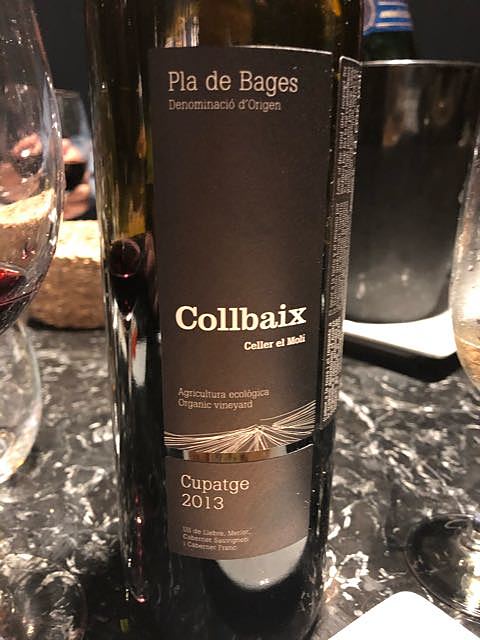 Pla de Bages
Denominació d'Origen
Collbaix
Celler el Molí
Agricultura ecològica
Organic vineyard
Cupatge
2013
Ull de Llebre, Merlot,
Cabernet Sauvignon
i Cabernet Franc